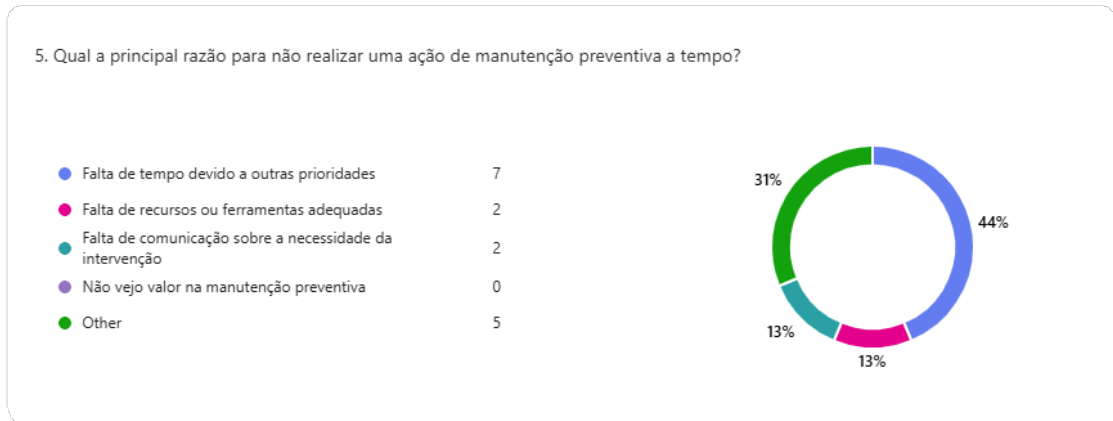 5. Qual a principal razão para não realizar uma ação de manutenção preventiva a tempo?
Falta de tempo devido a outras prioridades 7
Falta de recursos ou ferramentas adequadas 2
Falta de comunicação sobre a necessidade da
intervenção 2
Não vejo valor na manutenção preventiva 0
Other 5
31%
44%
13%
13%